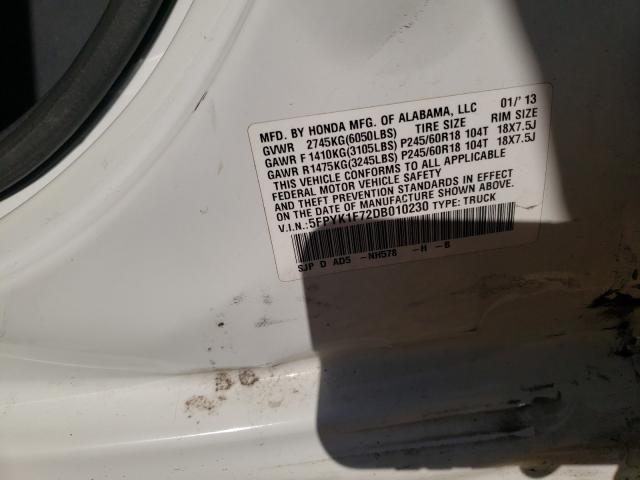 MFD. BY HONDA MFG. OF ALABAMA, LLC 01/'13
GVWR 2745KG(6050LBS) TIRE SIZE RIM SIZE
GAWR F 1410KG(3105LBS) P245/60R18 104T 18X7.5J
GAWR R1475KG(3245LBS) P245/60R18 104T 18X7.5J
THIS VEHICLE CONFORMS TO ALL APPLICABLE
FEDERAL MOTOR VEHICLE SAFETY
AND THEFT PREVENTION STANDARDS IN EFFECT
ON THE DATE OF MANUFACTURE SHOWN ABOVE.
V.I.N.: 5FPYK1F72DB010230 TYPE: TRUCK
SJP D AD5 -NH578 -H -B